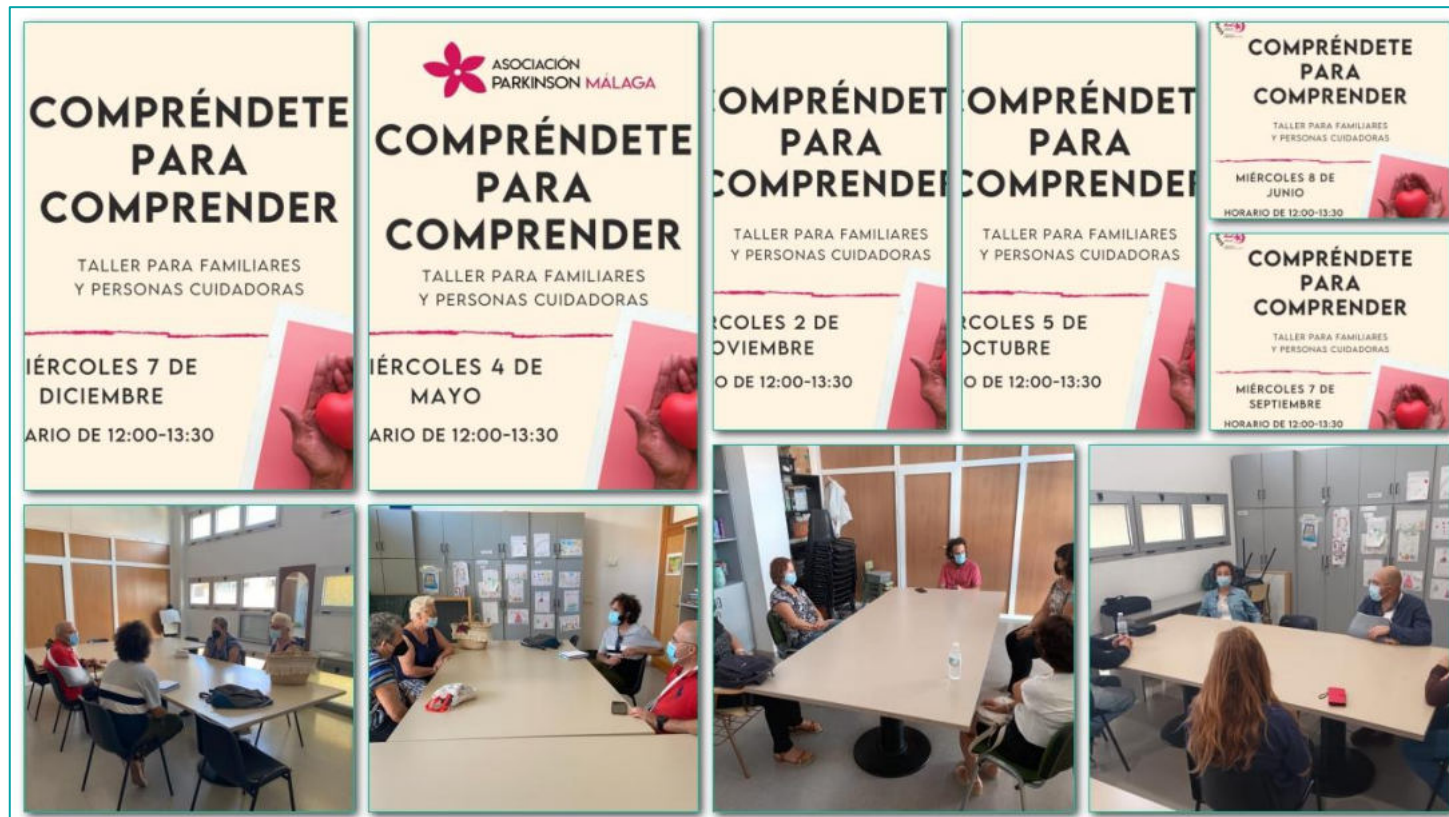 COMPRÉNDETE
PARA
COMPRENDER
TALLER PARA FAMILIARES
Y PERSONAS CUIDADORAS
IÉRCOLES 7 DE
DICIEMBRE
ARIO DE 12:00-13:30
ASOCIACIÓN
PARKINSON MÁLAGA
COMPRÉNDETE
PARA
COMPRENDER
TALLER PARA FAMILIARES
Y PERSONAS CUIDADORAS
IÉRCOLES 4 DE
MAYO
ARIO DE 12:00-13:30
OMPRÉNDET
PARA
COMPRENDER
TALLER PARA FAMILIARES
Y PERSONAS CUIDADORAS
RCOLES 2 DE
OVIEMBRE
O DE 12:00-13:30
OMPRÉNDET
PARA
COMPRENDER
TALLER PARA FAMILIARES
Y PERSONAS CUIDADORAS
RCOLES 5 DE
OCTUBRE
O DE 12:00-13:30
COMPRÉNDETE
PARA
COMPRENDER
TALLER PARA FAMILIARES
Y PERSONAS CUIDADORAS
MIÉRCOLES 8 DE
JUNIO
HORARIO DE 12:00-13:30
COMPRÉNDETE
PARA
COMPRENDER
TALLER PARA FAMILIARES
Y PERSONAS CUIDADORAS
MIÉRCOLES 7 DE
SEPTIEMBRE
HORARIO DE 12:00-13:30